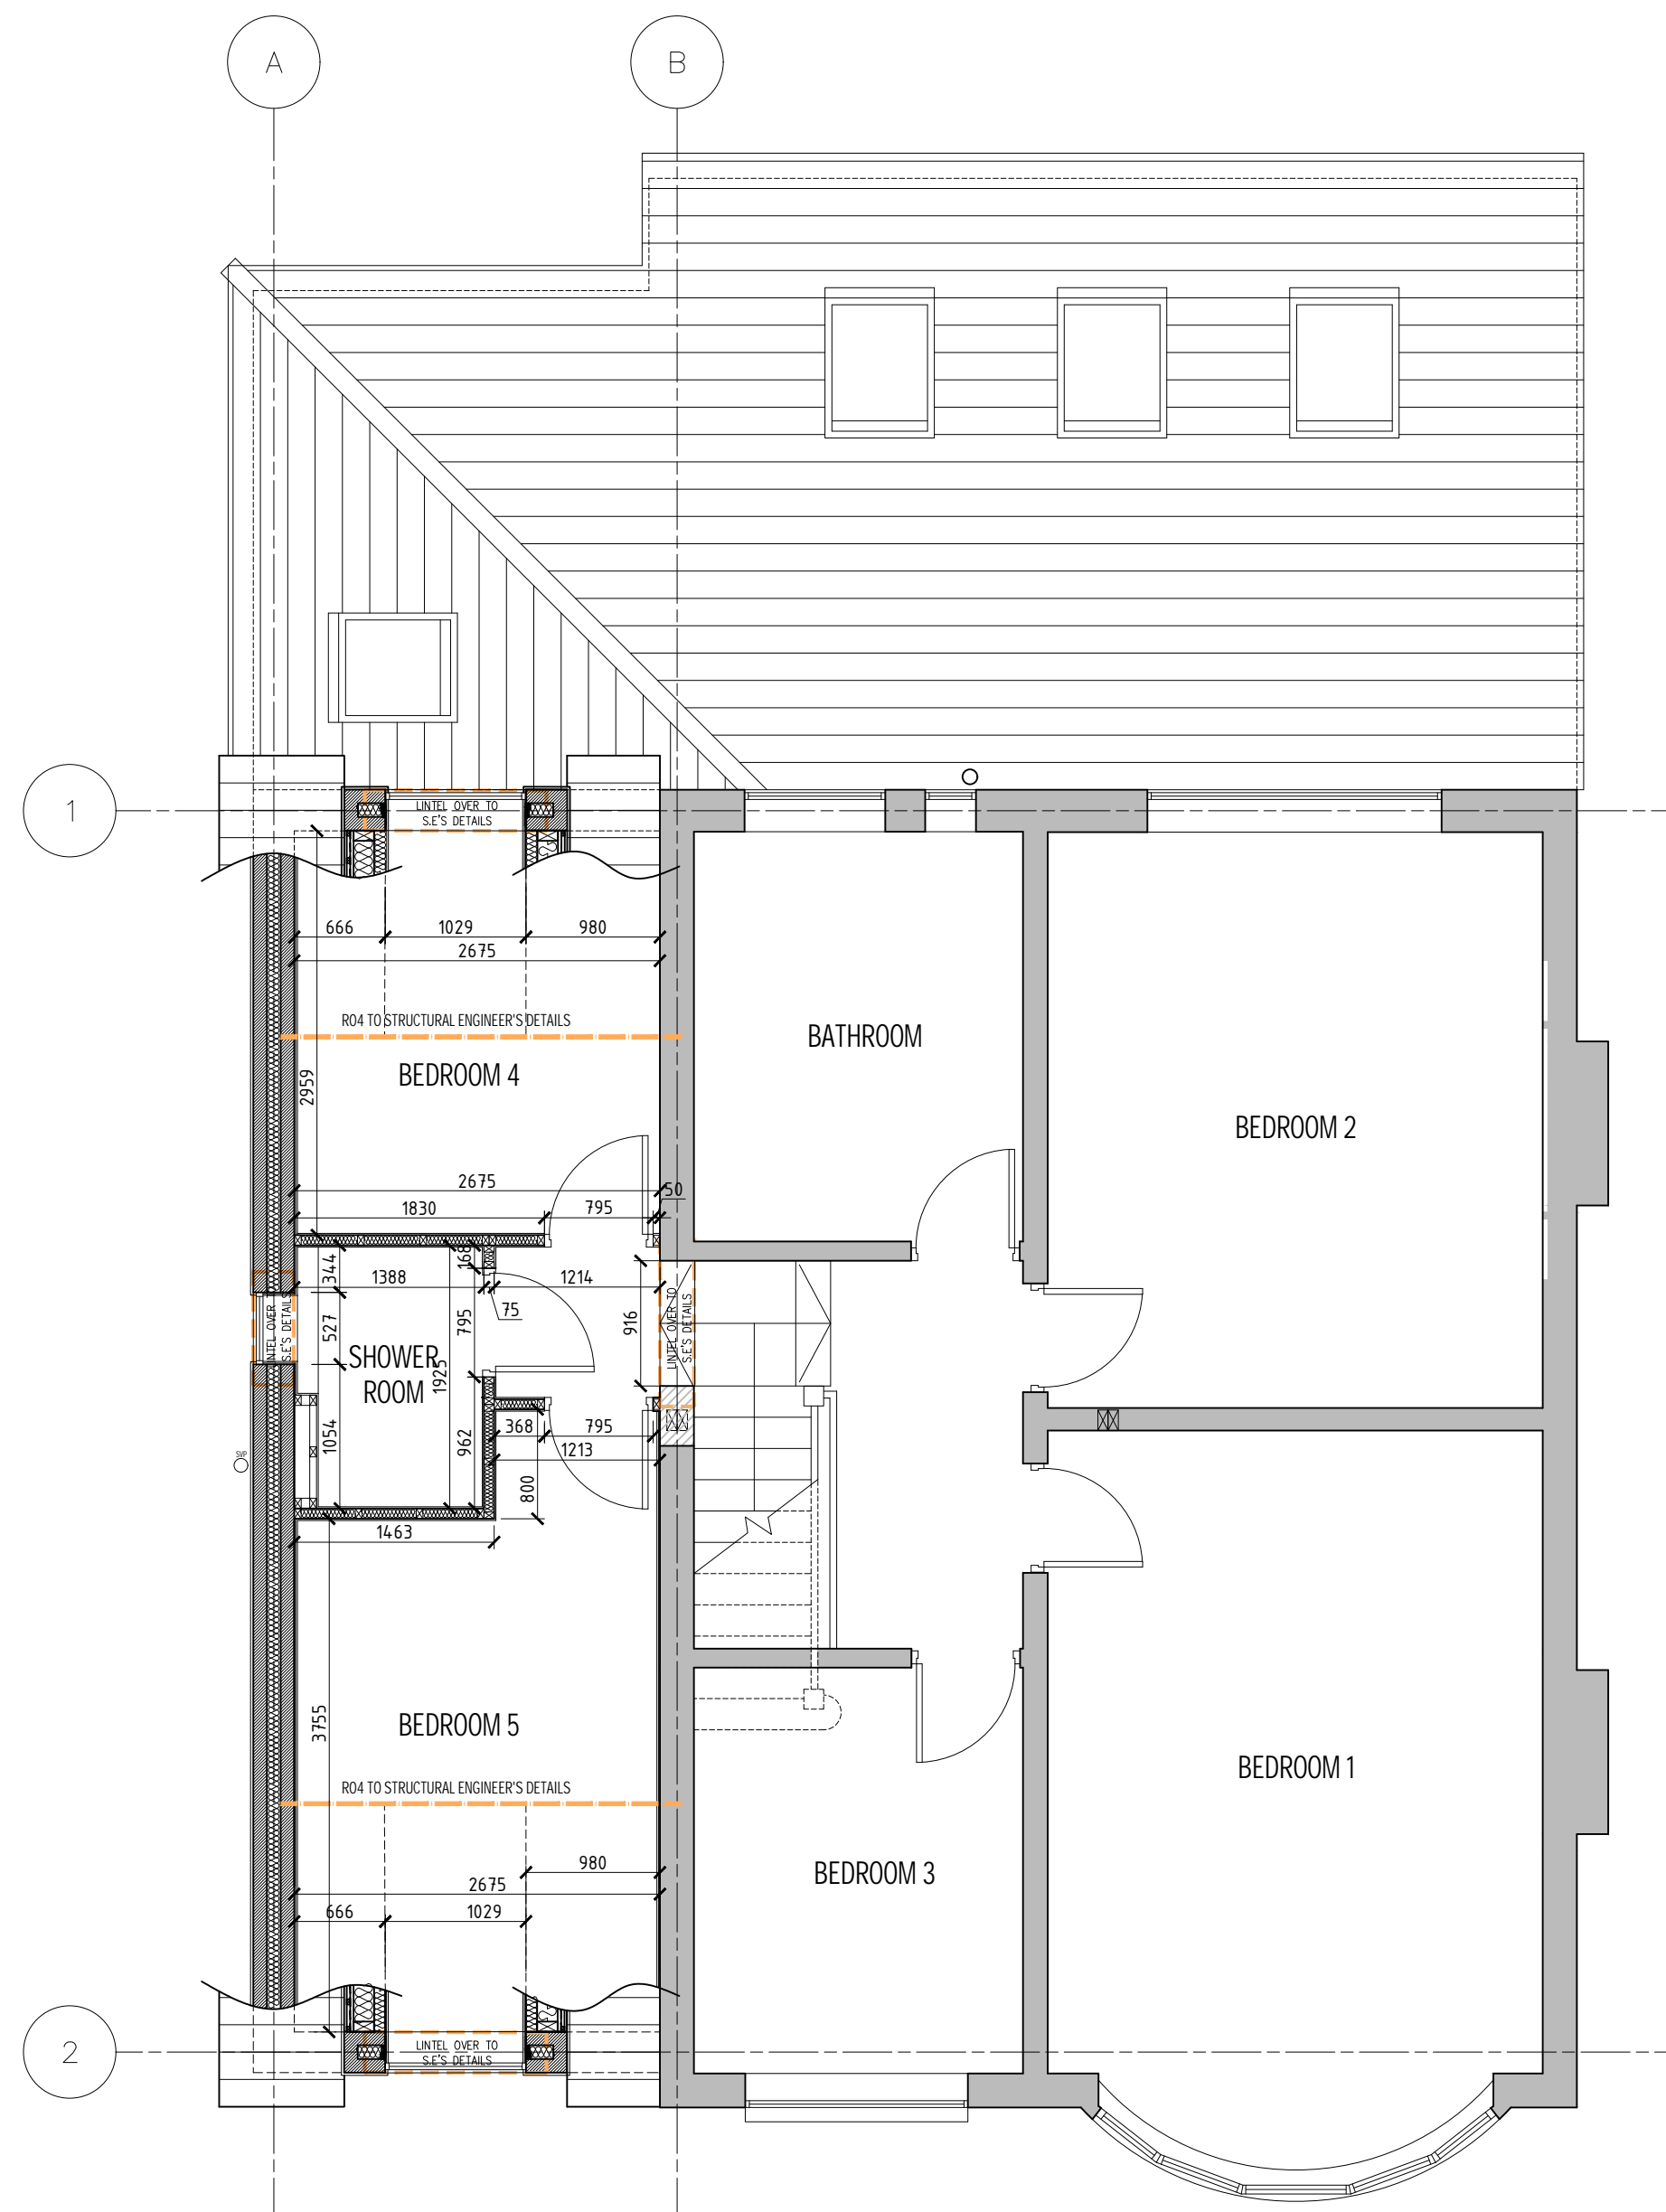 A
B
1
LINTEL OVER TO
S.E'S DETAILS
666
1029
980
2675
RO4 TO STRUCTURAL ENGINEER'S DETAILS
BATHROOM
BEDROOM 4
2959
BEDROOM 2
2675
50
1830
795
168
344
1388
1214
75
795
916
527
LINTEL OVER TO
S.E'S DETAILS
LINTEL OVER TO
S.E'S DETAILS
SHOWER
ROOM
1925
1054
962
368
795
1213
SVP
800
1463
3755
BEDROOM 5
BEDROOM 1
RO4 TO STRUCTURAL ENGINEER'S DETAILS
980
BEDROOM 3
2675
666
1029
2
LINTEL OVER TO
S.E'S DETAILS